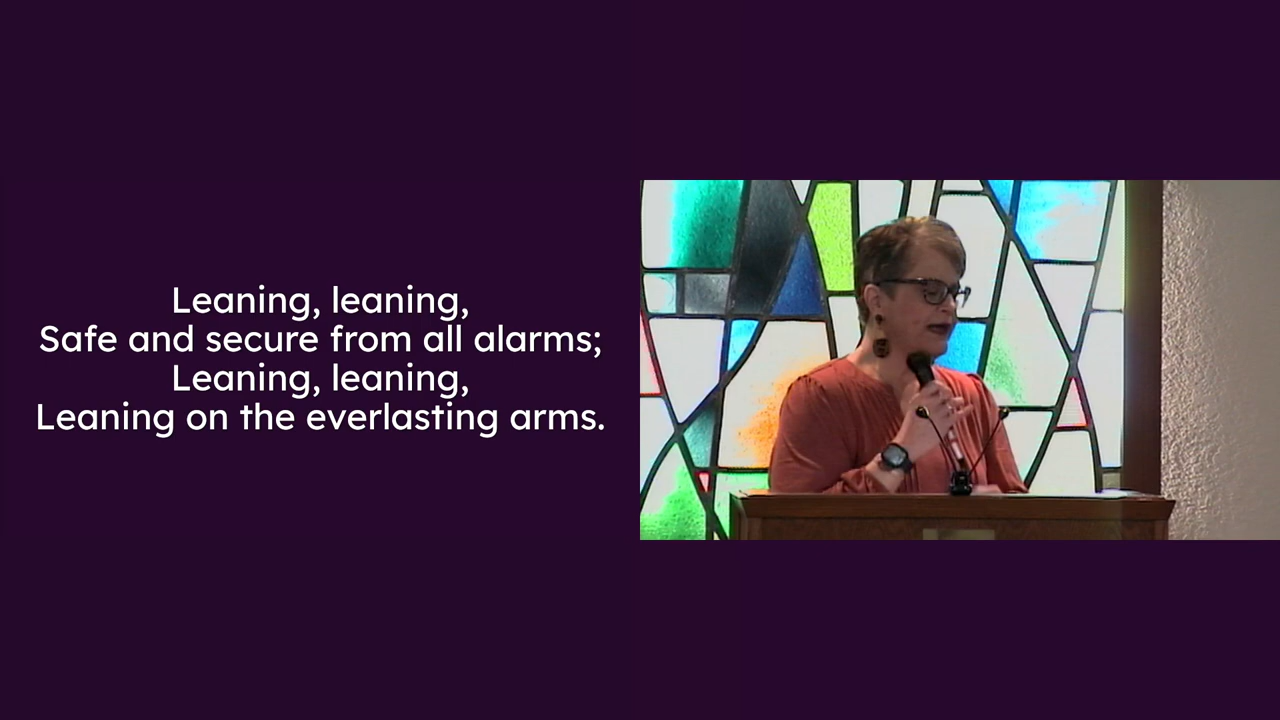 Leaning, leaning,
Safe and secure from all alarms;
Leaning, leaning,
Leaning on the everlasting arms.